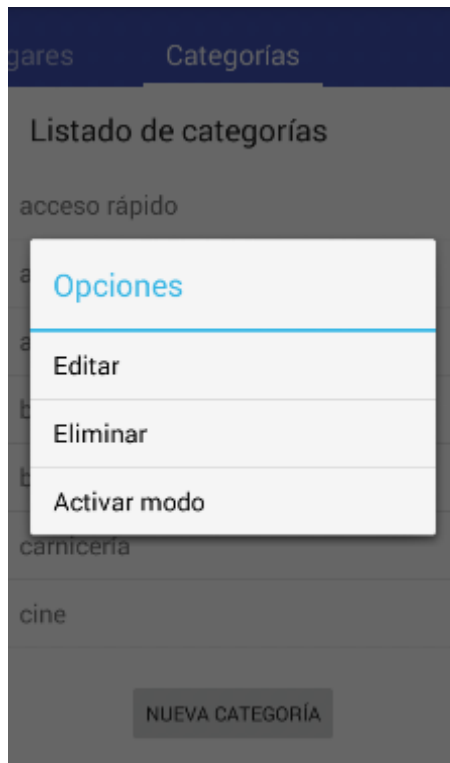 gares Categorías
Listado de categorías
acceso rápido
a
Opciones
a
Editar
b
Eliminar
b
Activar modo
carnicería
cine
NUEVA CATEGORÍA